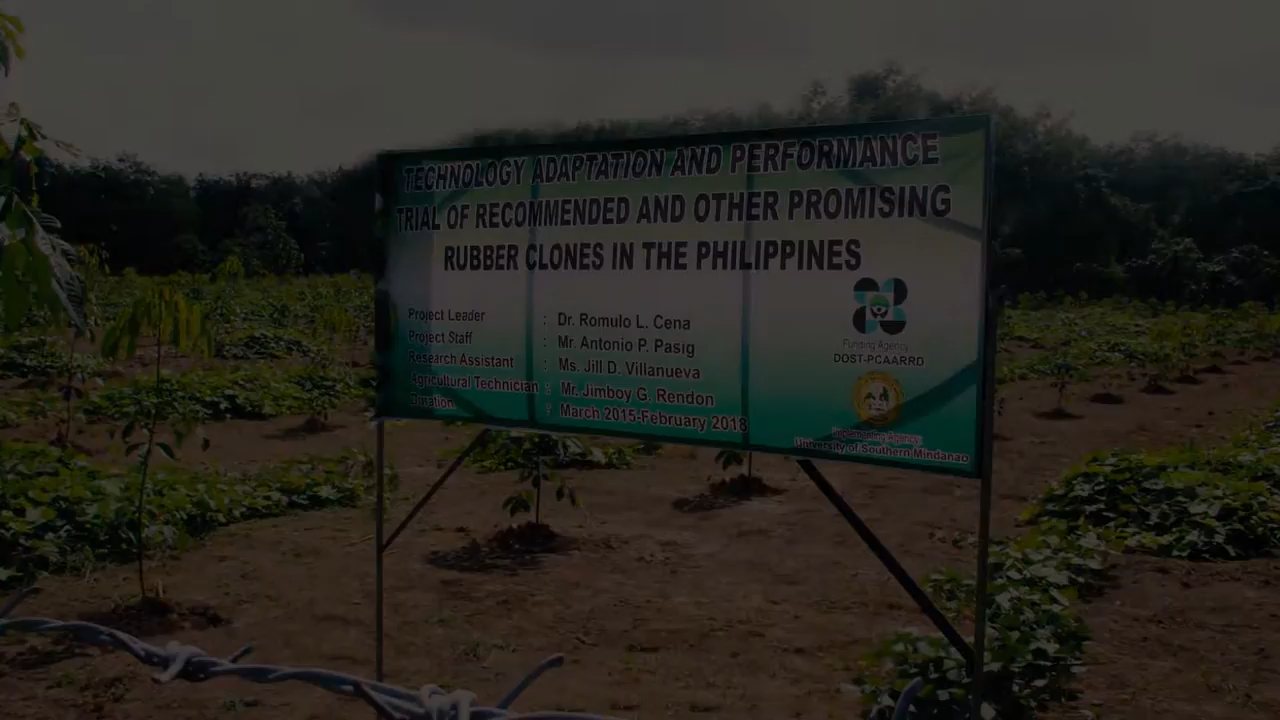 TECHNOLOGY ADAPTATION AND PERFORMANCE
TRIAL OF RECOMMENDED AND OTHER PROMISING
RUBBER CLONES IN THE PHILIPPINES
Project Leader : Dr. Romulo L. Cena
Project Staff : Mr. Antonio P. Pasig
Research Assistant : Ms. Jill D. Villanueva
Agricultural Technician : Mr. Jimboy G. Rendon
Duration : March 2015-February 2018
Funding Agency
DOST-PCAARRD
Implementing Agency:
University of Southern Mindanao